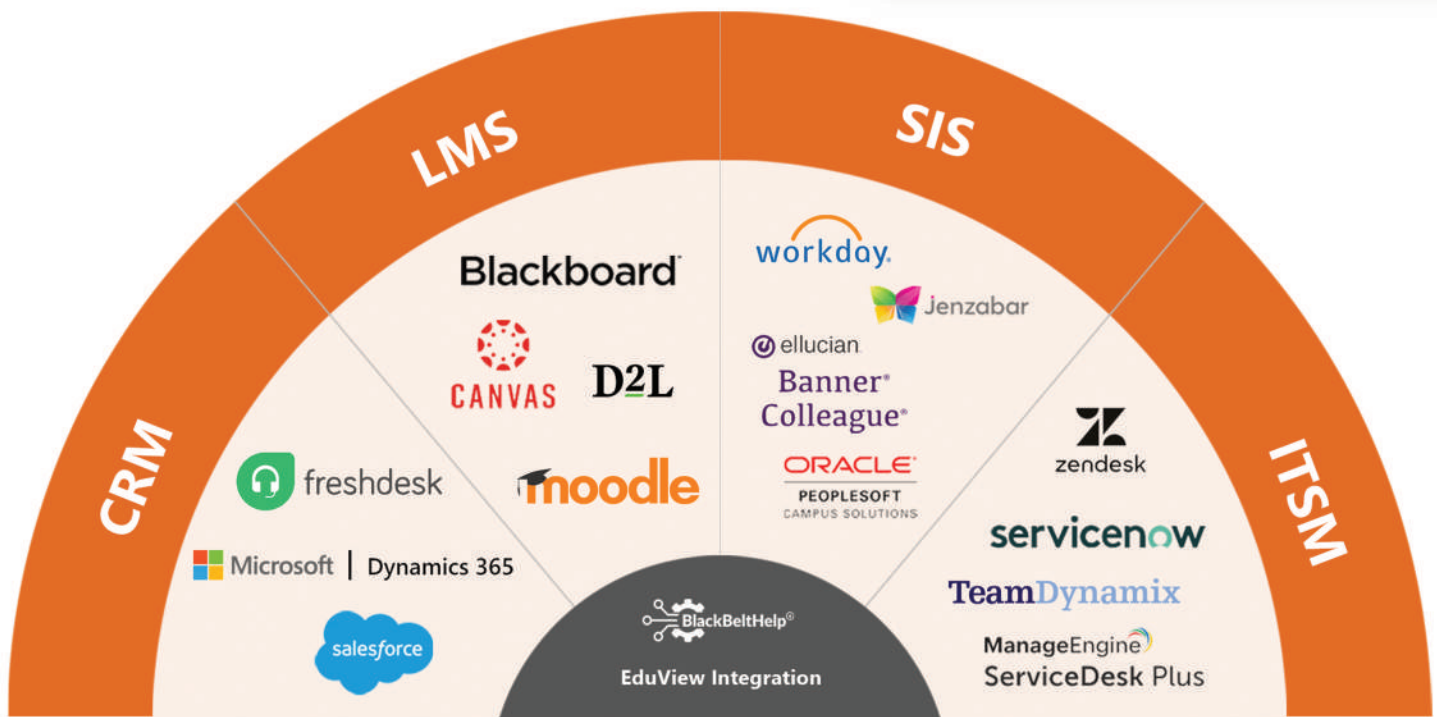 CRM
LMS
SIS
ITSM
freshdesk
Microsoft | Dynamics 365
salesforce
Blackboard
CANVAS
D2L
moodle
workday.
jenzabar
ellucian
Banner®
Colleague®
ORACLE®
PEOPLESOFT
CAMPUS SOLUTIONS
zendesk
servicenow
TeamDynamix
ManageEngine
ServiceDesk Plus
BlackBeltHelp®
EduView Integration